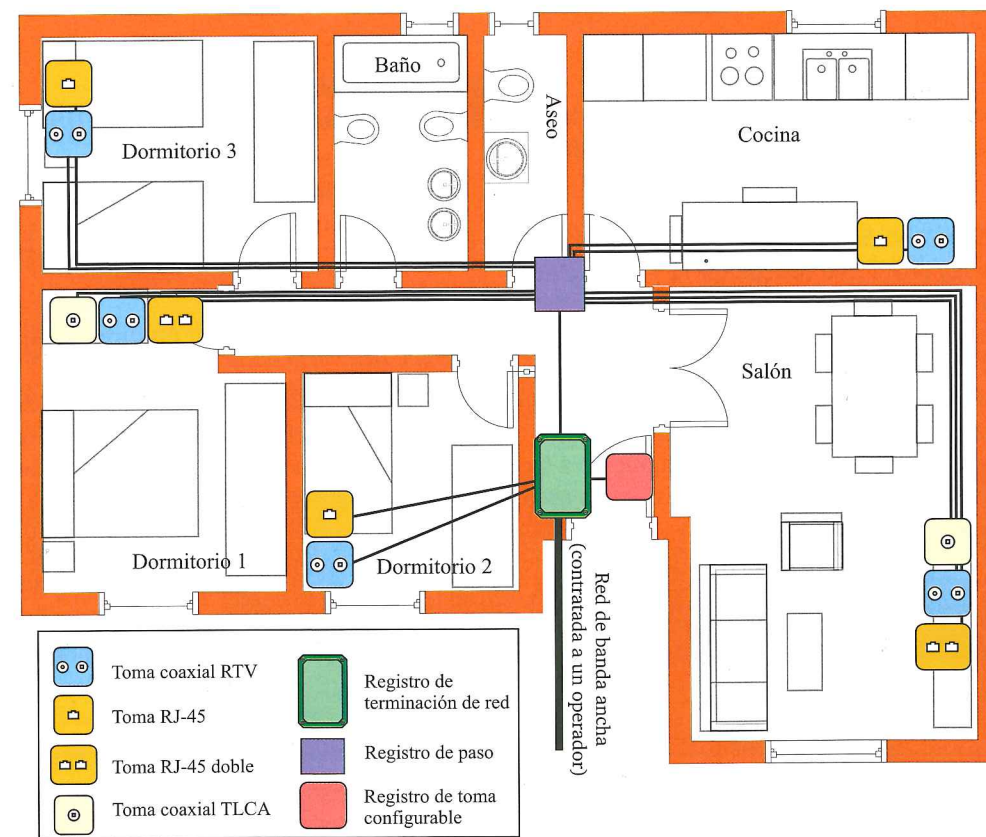 Baño
Aseo
Cocina
Dormitorio 3
Salón
Dormitorio 1
Dormitorio 2
Red de banda ancha
(contratada a un operador)
Toma coaxial RTV
Toma RJ-45
Toma RJ-45 doble
Toma coaxial TLCA
Registro de
terminación de red
Registro de paso
Registro de toma
configurable